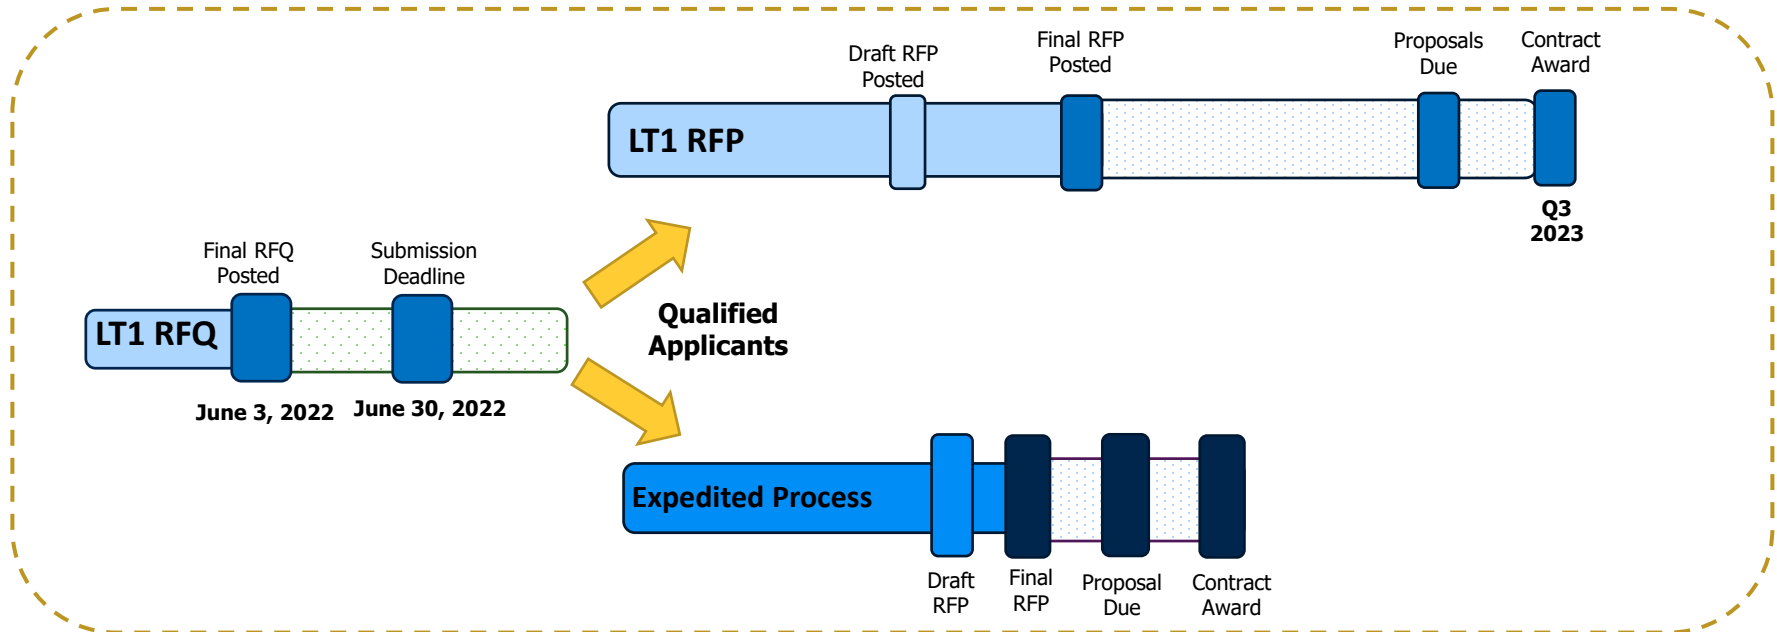 Draft RFP
Posted
Final RFP
Posted
Proposals
Due
Contract
Award
LT1 RFP
Q3
2023
Final RFQ
Posted
Submission
Deadline
LT1 RFQ
June 3, 2022
June 30, 2022
Qualified
Applicants
Expedited Process
Draft
RFP
Final
RFP
Proposal
Due
Contract
Award